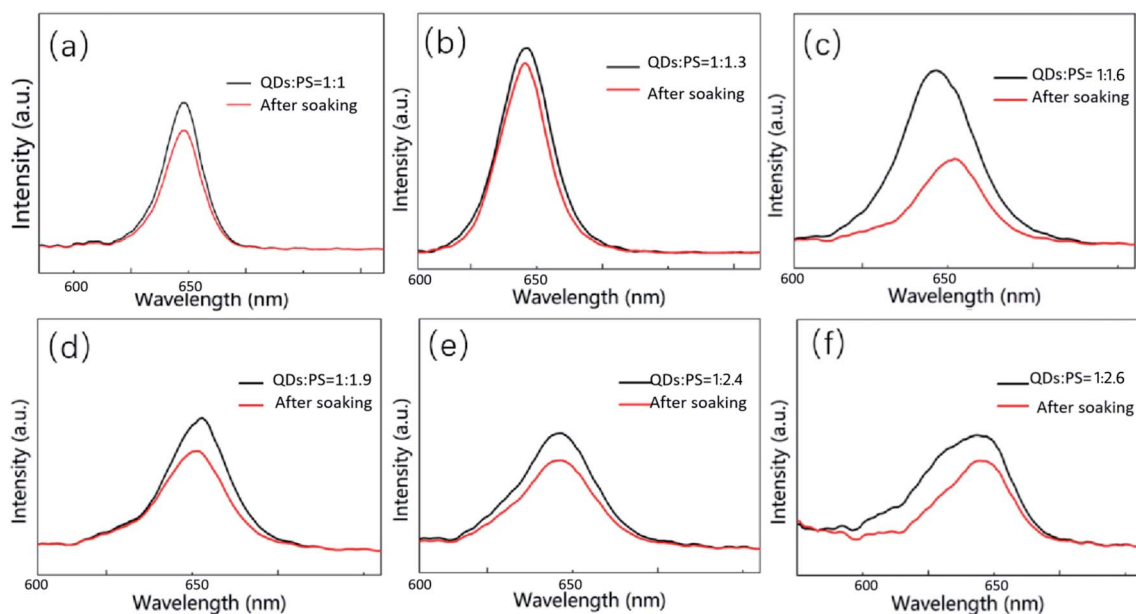 (a)
QDs:PS=1:1
After soaking
Intensity (a.u.)
600
650
Wavelength (nm)
(b)
QDs:PS=1:1.3
After soaking
Intensity (a.u.)
600
650
Wavelength (nm)
(c)
QDs:PS= 1:1.6
After soaking
Intensity (a.u.)
600
650
Wavelength (nm)
(d)
QDs:PS=1:1.9
After soaking
Intensity (a.u.)
600
650
Wavelength (nm)
(e)
QDs:PS=1:2.4
After soaking
Intensity (a.u.)
600
650
Wavelength (nm)
(f)
QDs:PS= 1:2.6
After soaking
Intensity (a.u.)
600
650
Wavelength (nm)